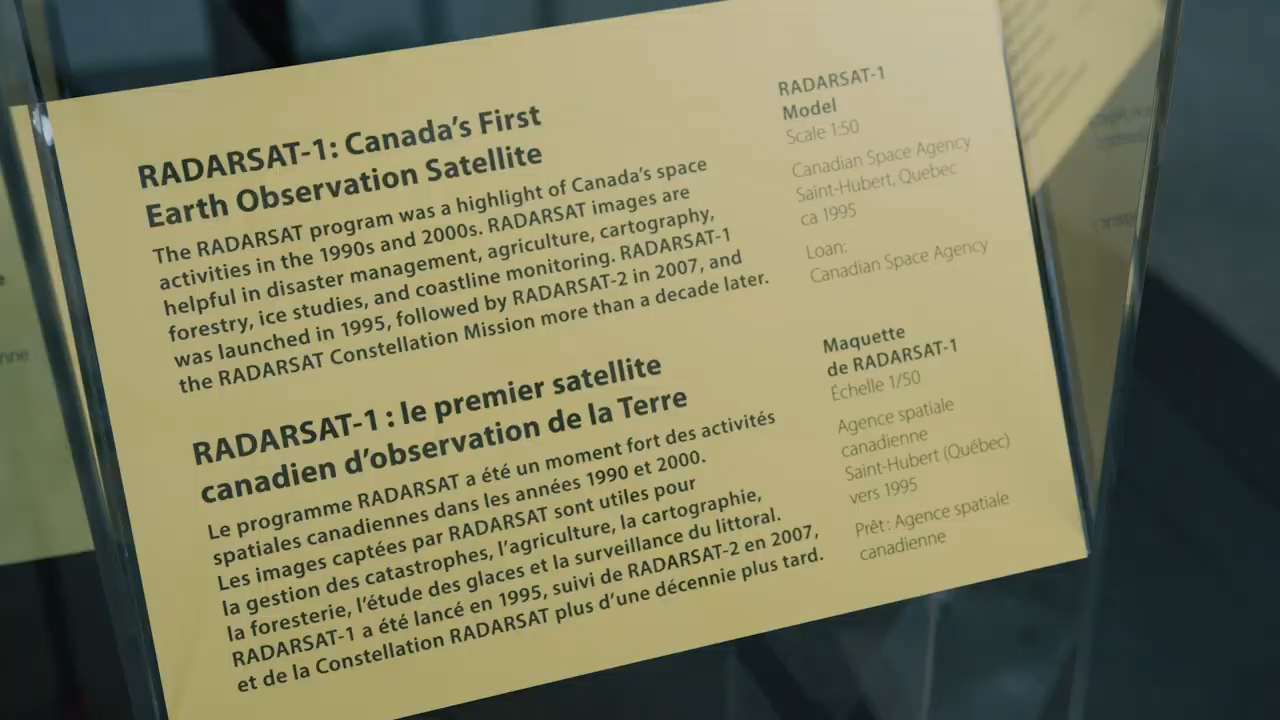 RADARSAT-1: Canada's First
Earth Observation Satellite
The RADARSAT program was a highlight of Canada's space
activities in the 1990s and 2000s. RADARSAT images are
helpful in disaster management, agriculture, cartography,
forestry, ice studies, and coastline monitoring. RADARSAT-1
was launched in 1995, followed by RADARSAT-2 in 2007, and
the RADARSAT Constellation Mission more than a decade later.
RADARSAT-1 : le premier satellite
canadien d'observation de la Terre
Le programme RADARSAT a été un moment fort des activités
spatiales canadiennes dans les années 1990 et 2000.
Les images captées par RADARSAT sont utiles pour
la gestion des catastrophes, l'agriculture, la cartographie,
la foresterie, l'étude des glaces et la surveillance du littoral.
RADARSAT-1 a été lancé en 1995, suivi de RADARSAT-2 en 2007,
et de la Constellation RADARSAT plus d'une décennie plus tard.
RADARSAT-1
Model
Scale 1:50
Canadian Space Agency
Saint-Hubert, Quebec
ca 1995
Loan:
Canadian Space Agency
Maquette
de RADARSAT-1
Échelle 1/50
Agence spatiale
canadienne
Saint-Hubert (Québec)
vers 1995
Prêt : Agence spatiale
canadienne